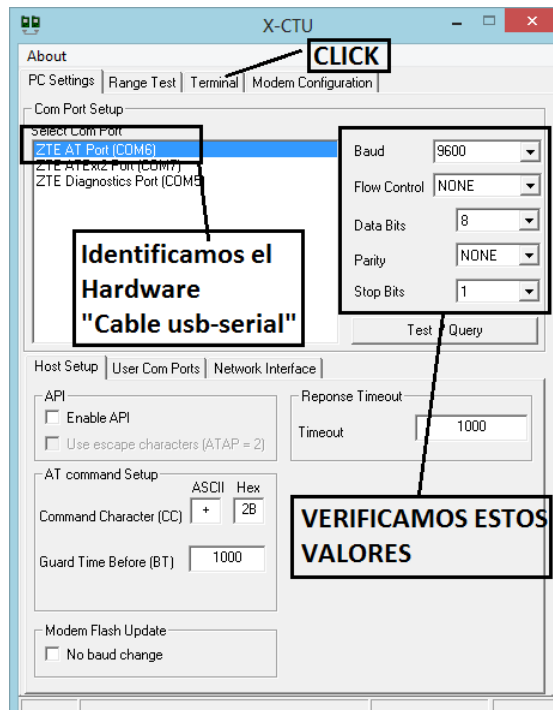 X-CTU
About
CLICK
PC Settings Range Test Terminal Modem Configuration
Com Port Setup
Select Com Port
ZTE AT Port (COM6)
ZTE ATEx2 Port (COM7)
ZTE Diagnostics Port (COM5
Baud 9600
Flow Control NONE
Data Bits 8
Parity NONE
Stop Bits 1
Identificamos el
Hardware
"Cable usb-serial"
Test / Query
Host Setup User Com Ports Network Interface
API
Enable API
Use escape characters (ATAP = 2)
Reponse Timeout
Timeout 1000
AT command Setup
ASCII Hex
Command Character (CC) + 2B
Guard Time Before (BT) 1000
VERIFICAMOS ESTOS
VALORES
Modem Flash Update
No baud change